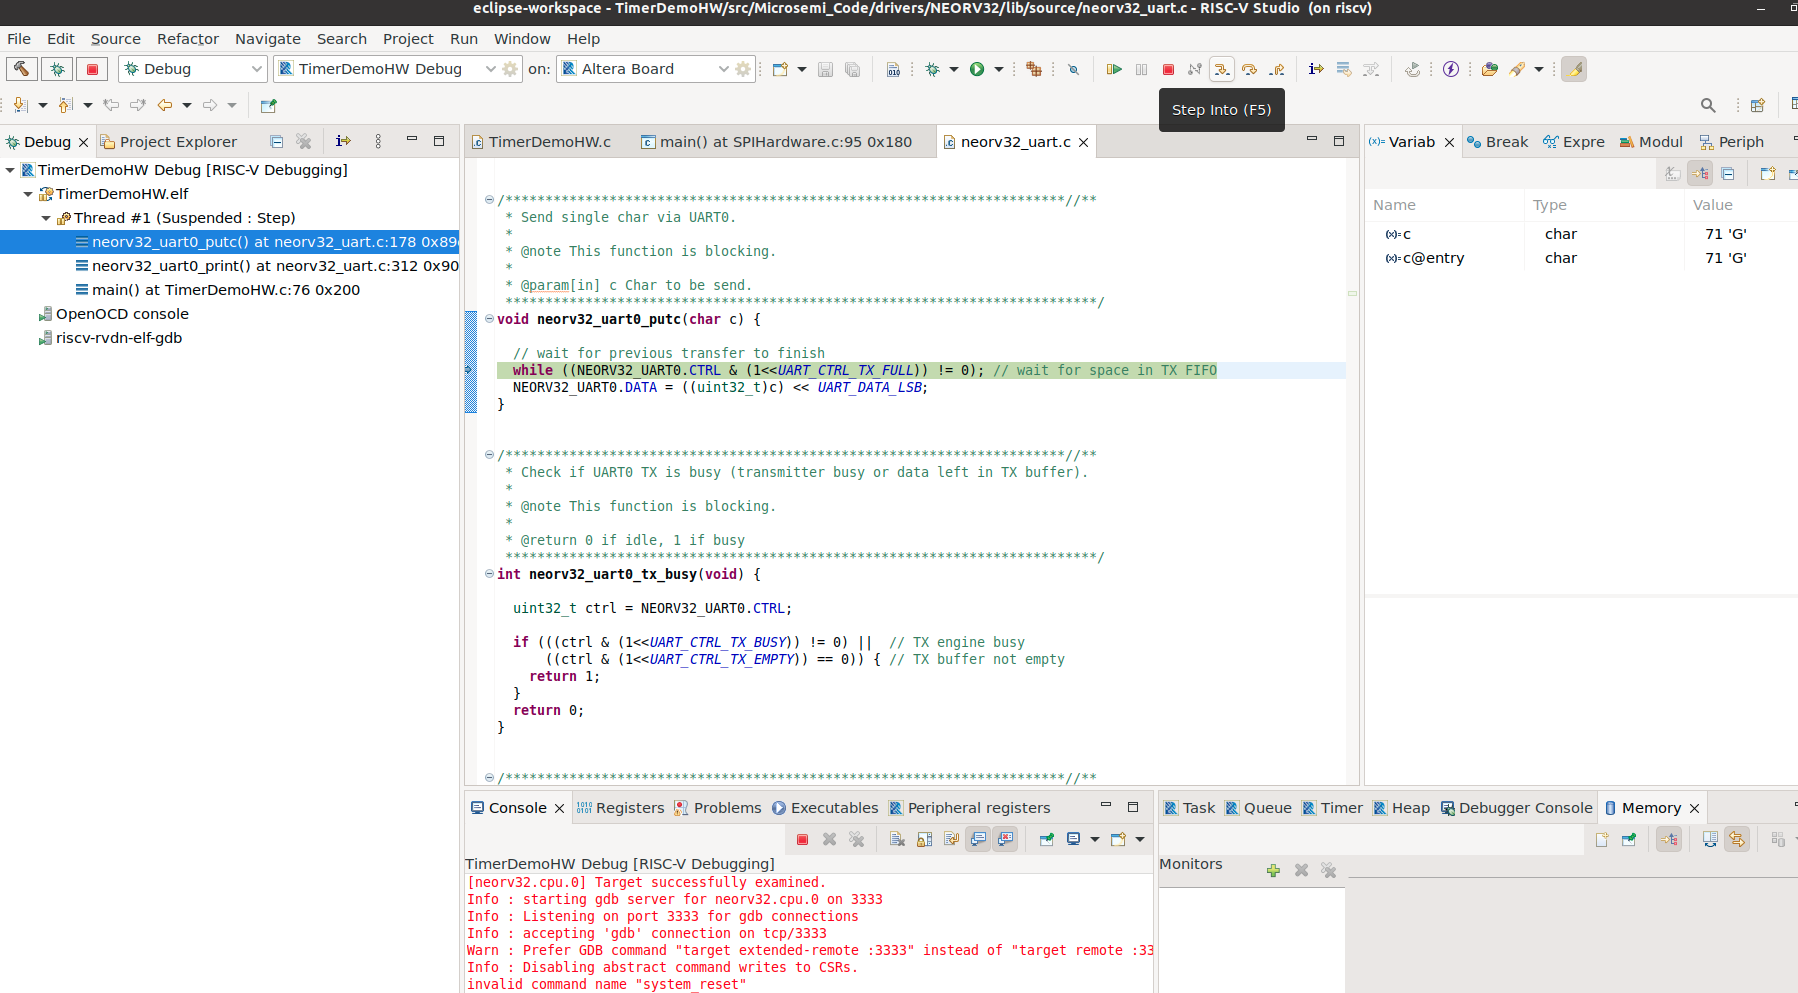 eclipse-workspace - TimerDemoHW/src/Microsemi_Code/drivers/NEORV32/lib/source/neorv32_uart.c - RISC-V Studio (on riscv)
File Edit Source Refactor Navigate Search Project Run Window Help
Debug TimerDemoHW Debug on: Altera Board
Step Into (F5)
Debug Project Explorer
TimerDemoHW Debug [RISC-V Debugging]
TimerDemoHW.elf
Thread #1 (Suspended : Step)
neorv32_uart0_putc() at neorv32_uart.c:178 0x89
neorv32_uart0_print() at neorv32_uart.c:312 0x90
main() at TimerDemoHW.c:76 0x200
OpenOCD console
riscv-rvdn-elf-gdb
TimerDemoHW.c main() at SPIHardware.c:95 0x180 neorv32_uart.c
/**********************************************************************//**
* Send single char via UART0.
*
* @note This function is blocking.
*
* @param[in] c Char to be send.
**************************************************************************/
void neorv32_uart0_putc(char c) {
// wait for previous transfer to finish
while ((NEORV32_UART0.CTRL & (1<<UART_CTRL_TX_FULL)) != 0); // wait for space in TX FIFO
NEORV32_UART0.DATA = ((uint32_t)c) << UART_DATA_LSB;
}
/**********************************************************************//**
* Check if UART0 TX is busy (transmitter busy or data left in TX buffer).
*
* @note This function is blocking.
*
* @return 0 if idle, 1 if busy
**************************************************************************/
int neorv32_uart0_tx_busy(void) {
uint32_t ctrl = NEORV32_UART0.CTRL;
if (((ctrl & (1<<UART_CTRL_TX_BUSY)) != 0) || // TX engine busy
((ctrl & (1<<UART_CTRL_TX_EMPTY)) == 0)) { // TX buffer not empty
return 1;
}
return 0;
}
/**********************************************************************//**
(x)= Variab Break Expre Modul Periph
Name Type Value
(x)= c char 71 'G'
(x)= c@entry char 71 'G'
Console Registers Problems Executables Peripheral registers
TimerDemoHW Debug [RISC-V Debugging]
[neorv32.cpu.0] Target successfully examined.
Info : starting gdb server for neorv32.cpu.0 on 3333
Info : Listening on port 3333 for gdb connections
Info : accepting 'gdb' connection on tcp/3333
Warn : Prefer GDB command "target extended-remote :3333" instead of "target remote :33
Info : Disabling abstract command writes to CSRs.
invalid command name "system_reset"
Task Queue Timer Heap Debugger Console Memory
Monitors